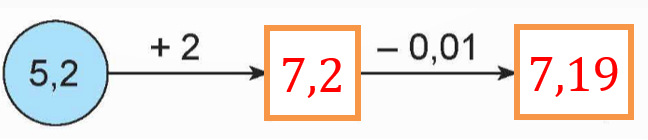 5,2 + 2 7,2 – 0,01 7,19